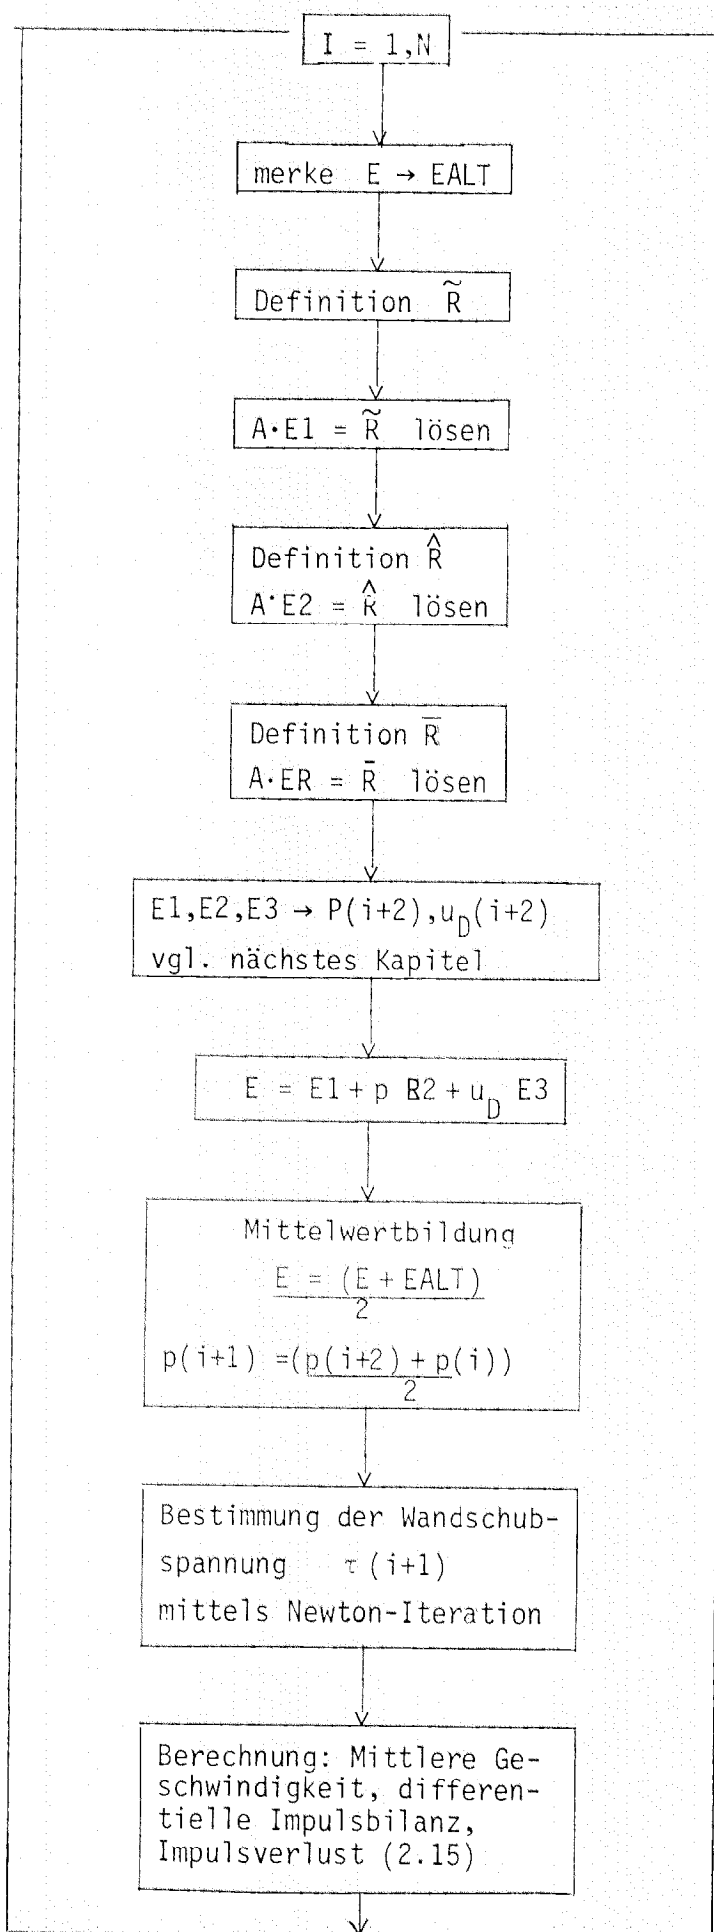 I = 1,N
merke E → EALT
Definition R̃
A·E1 = R̃ lösen
Definition R̂
A·E2 = R̂ lösen
Definition R̅
A·ER = R̅ lösen
E1,E2,E3 → P(i+2),u_D(i+2)
vgl. nächstes Kapitel
E = E1 + p E2 + u_D E3
Mittelwertbildung
E = (E + EALT)
2
p(i+1) =(p(i+2) + p(i))
2
Bestimmung der Wandschub-
spannung τ(i+1)
mittels Newton-Iteration
Berechnung: Mittlere Ge-
schwindigkeit, differen-
tielle Impulsbilanz,
Impulsverlust (2.15)